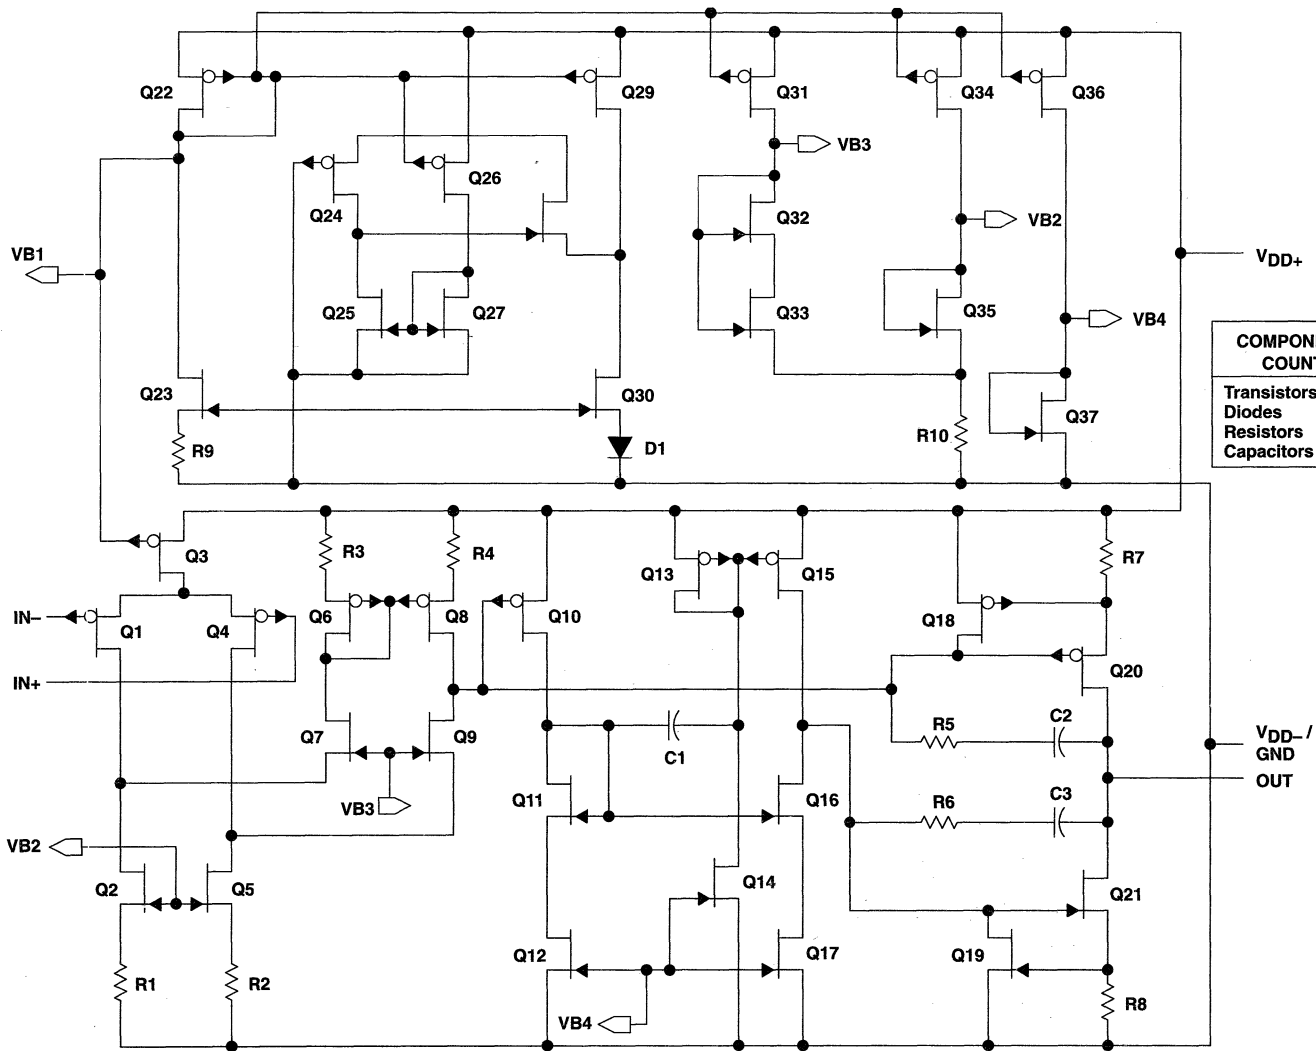 Q22
Q29
Q31
Q34
Q36
VB3
Q26
Q24
Q32
VB2
VB1
VDD+
Q25
Q27
Q33
Q35
VB4
COMPON
COUN
Q23
Q30
Q37
Transistors
Diodes
Resistors
Capacitors
R9
D1
R10
Q3
R3
R4
Q13
Q15
R7
IN–
Q1
Q4
Q6
Q8
Q10
Q18
IN+
Q20
Q7
Q9
C1
R5
C2
VDD– /
GND
OUT
VB3
Q11
Q16
R6
C3
VB2
Q2
Q5
Q14
Q21
Q12
Q17
Q19
R1
R2
VB4
R8